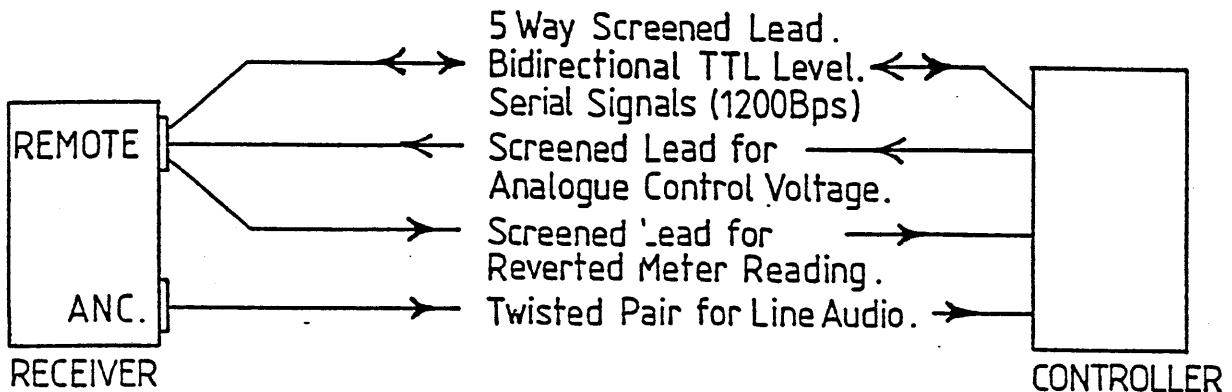 5 Way Screened Lead.
Bidirectional TTL Level.
Serial Signals (1200Bps)
REMOTE
Screened Lead for
Analogue Control Voltage.
Screened Lead for
Reverted Meter Reading.
ANC.
Twisted Pair for Line Audio.
RECEIVER
CONTROLLER